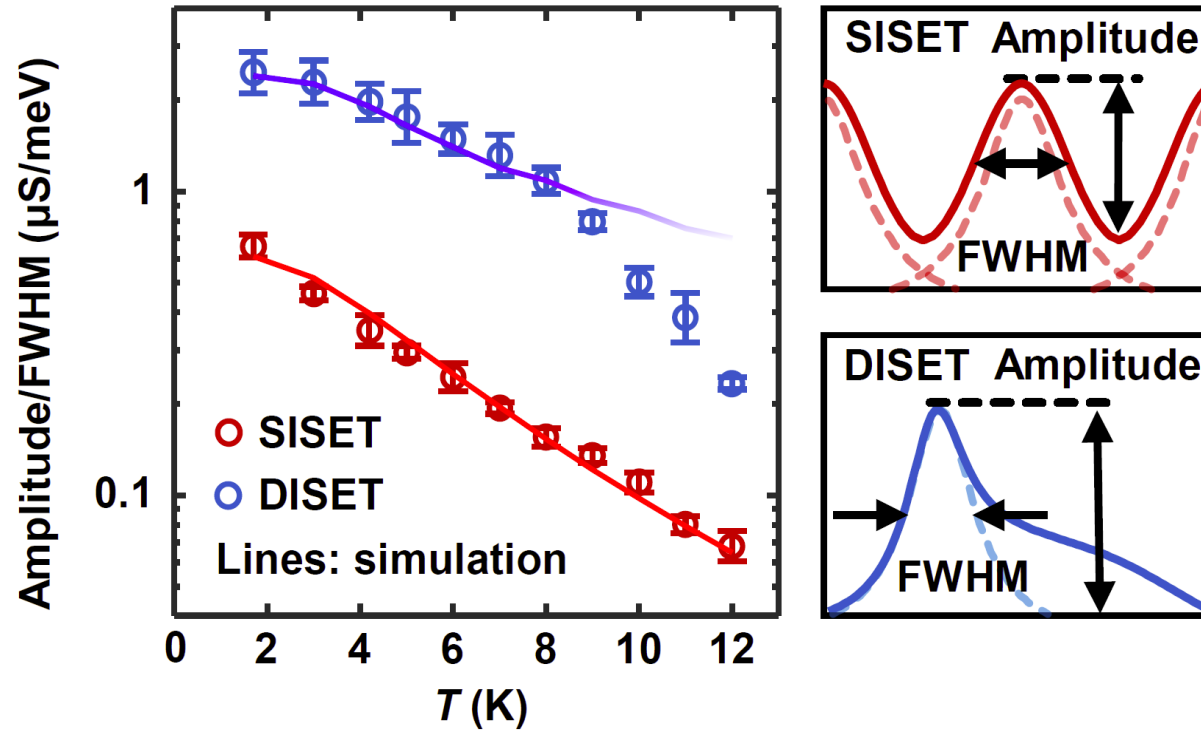 Amplitude/FWHM (µS/meV)
1
0.1
SISET
DISET
Lines: simulation
0 2 4 6 8 10 12
T (K)
SISET Amplitude
FWHM
DISET Amplitude
FWHM